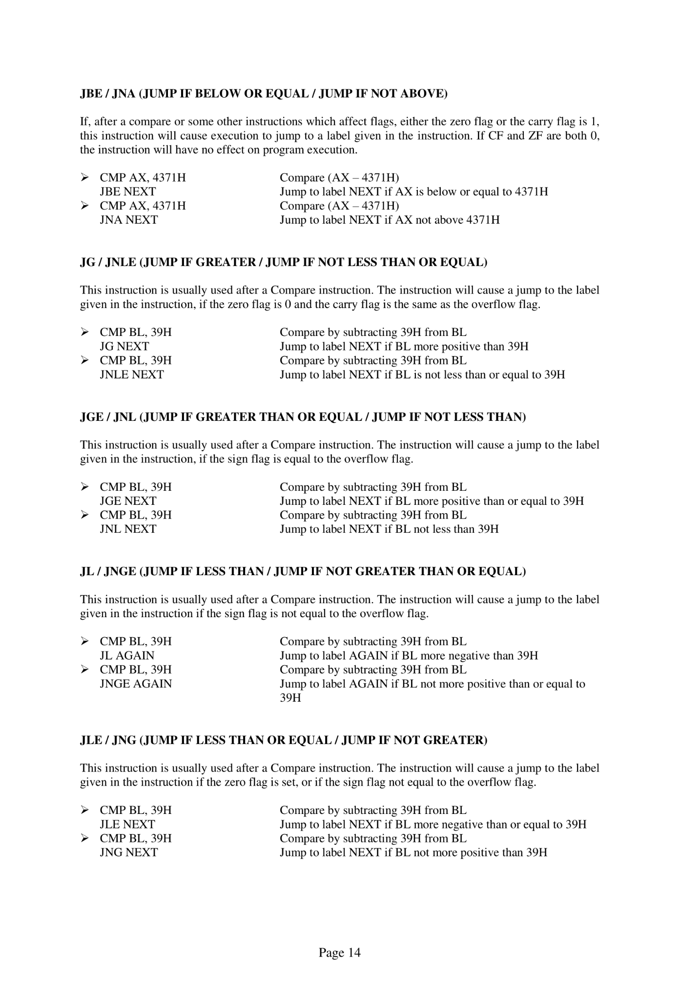 JBE / JNA (JUMP IF BELOW OR EQUAL / JUMP IF NOT ABOVE)
If, after a compare or some other instructions which affect flags, either the zero flag or the carry flag is 1,
this instruction will cause execution to jump to a label given in the instruction. If CF and ZF are both 0,
the instruction will have no effect on program execution.
➢ CMP AX, 4371H Compare (AX – 4371H)
JBE NEXT Jump to label NEXT if AX is below or equal to 4371H
➢ CMP AX, 4371H Compare (AX – 4371H)
JNA NEXT Jump to label NEXT if AX not above 4371H
JG / JNLE (JUMP IF GREATER / JUMP IF NOT LESS THAN OR EQUAL)
This instruction is usually used after a Compare instruction. The instruction will cause a jump to the label
given in the instruction, if the zero flag is 0 and the carry flag is the same as the overflow flag.
➢ CMP BL, 39H Compare by subtracting 39H from BL
JG NEXT Jump to label NEXT if BL more positive than 39H
➢ CMP BL, 39H Compare by subtracting 39H from BL
JNLE NEXT Jump to label NEXT if BL is not less than or equal to 39H
JGE / JNL (JUMP IF GREATER THAN OR EQUAL / JUMP IF NOT LESS THAN)
This instruction is usually used after a Compare instruction. The instruction will cause a jump to the label
given in the instruction, if the sign flag is equal to the overflow flag.
➢ CMP BL, 39H Compare by subtracting 39H from BL
JGE NEXT Jump to label NEXT if BL more positive than or equal to 39H
➢ CMP BL, 39H Compare by subtracting 39H from BL
JNL NEXT Jump to label NEXT if BL not less than 39H
JL / JNGE (JUMP IF LESS THAN / JUMP IF NOT GREATER THAN OR EQUAL)
This instruction is usually used after a Compare instruction. The instruction will cause a jump to the label
given in the instruction if the sign flag is not equal to the overflow flag.
➢ CMP BL, 39H Compare by subtracting 39H from BL
JL AGAIN Jump to label AGAIN if BL more negative than 39H
➢ CMP BL, 39H Compare by subtracting 39H from BL
JNGE AGAIN Jump to label AGAIN if BL not more positive than or equal to
39H
JLE / JNG (JUMP IF LESS THAN OR EQUAL / JUMP IF NOT GREATER)
This instruction is usually used after a Compare instruction. The instruction will cause a jump to the label
given in the instruction if the zero flag is set, or if the sign flag not equal to the overflow flag.
➢ CMP BL, 39H Compare by subtracting 39H from BL
JLE NEXT Jump to label NEXT if BL more negative than or equal to 39H
➢ CMP BL, 39H Compare by subtracting 39H from BL
JNG NEXT Jump to label NEXT if BL not more positive than 39H
Page 14